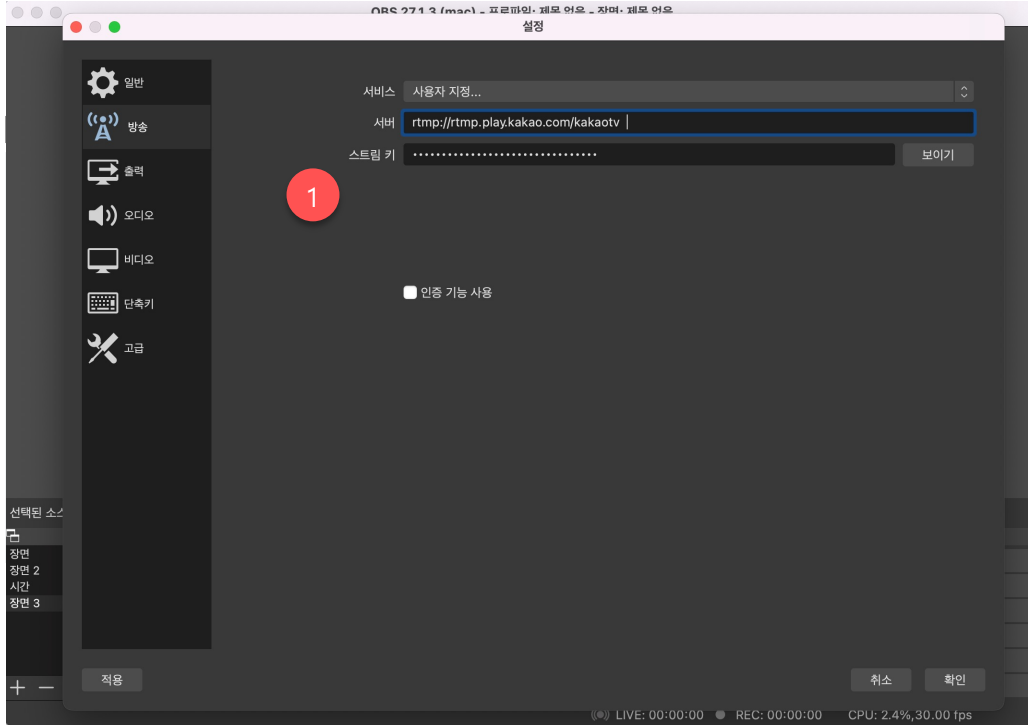 OBS 27.1.3 (mac) - 프로파일: 제목 없음 - 장면: 제목 없음
설정
일반
방송
출력
오디오
비디오
단축키
고급
서비스 사용자 지정...
서버 rtmp://rtmp.play.kakao.com/kakaotv
스트림 키 ································ 보이기
1
인증 기능 사용
선택된 소스
장면
장면 2
시간
장면 3
적용
취소
확인
LIVE: 00:00:00 REC: 00:00:00 CPU: 2.4%,30.00 fps